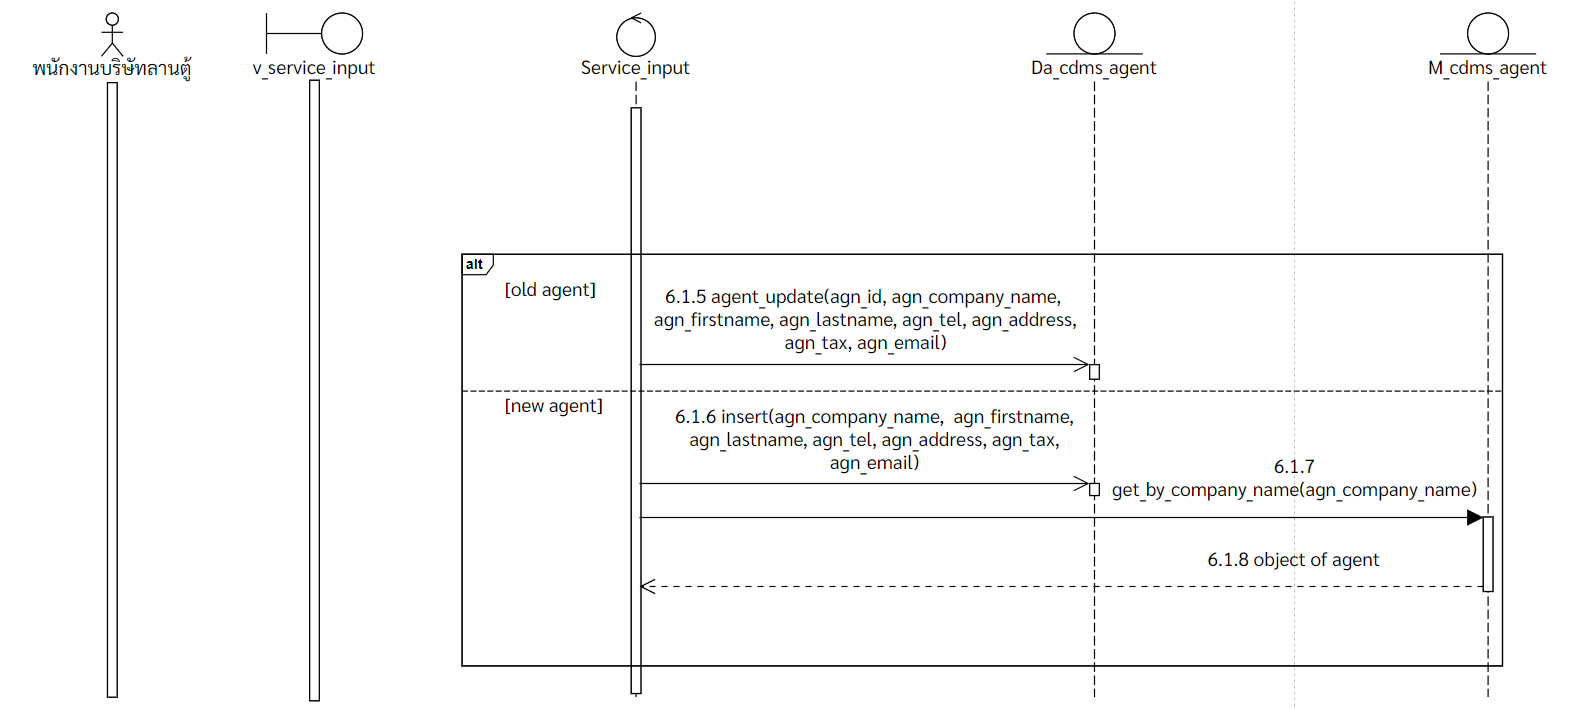 พนักงานบริษัทลานตู้
v_service_input
Service_input
Da_cdms_agent
M_cdms_agent
alt
[old agent]
6.1.5 agent_update(agn_id, agn_company_name,
agn_firstname, agn_lastname, agn_tel, agn_address,
agn_tax, agn_email)
[new agent]
6.1.6 insert(agn_company_name, agn_firstname,
agn_lastname, agn_tel, agn_address, agn_tax,
agn_email)
6.1.7
get_by_company_name(agn_company_name)
6.1.8 object of agent